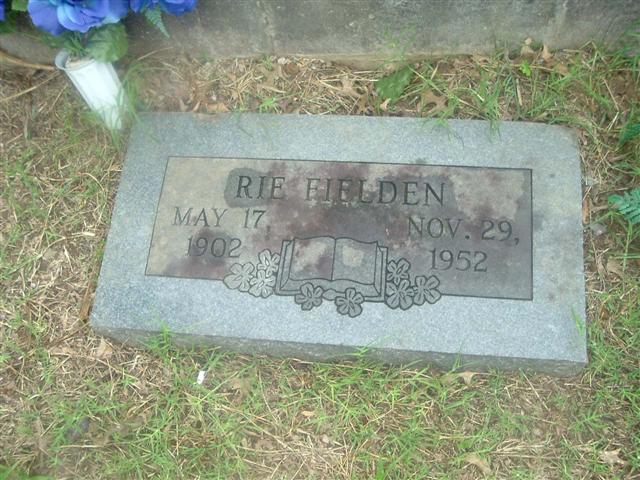 RIE FIELDEN
MAY 17, NOV. 29,
1902 1952